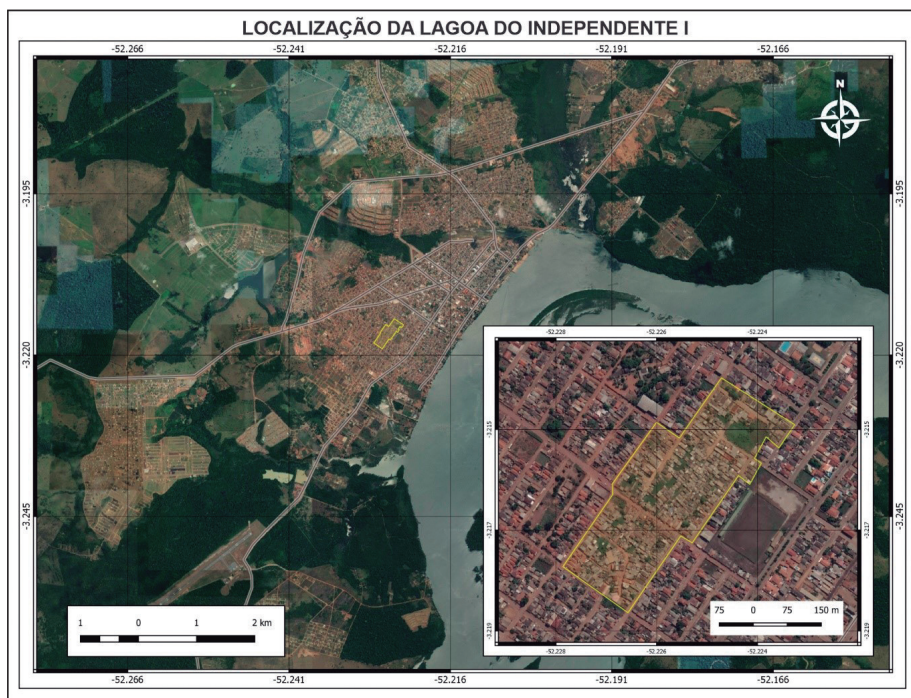 LOCALIZAÇÃO DA LAGOA DO INDEPENDENTE I
-52.266 -52.241 -52.216 -52.191 -52.166
N
-3.195 -3.195
-3.220 -3.220
-3.245 -3.245
-52.228 -52.226 -52.224
-3.215 -3.215
-3.217 -3.217
-3.219 -3.219
75 0 75 150 m
-52.228 -52.226 -52.224
1 0 1 2 km
-52.266 -52.241 -52.216 -52.191 -52.166